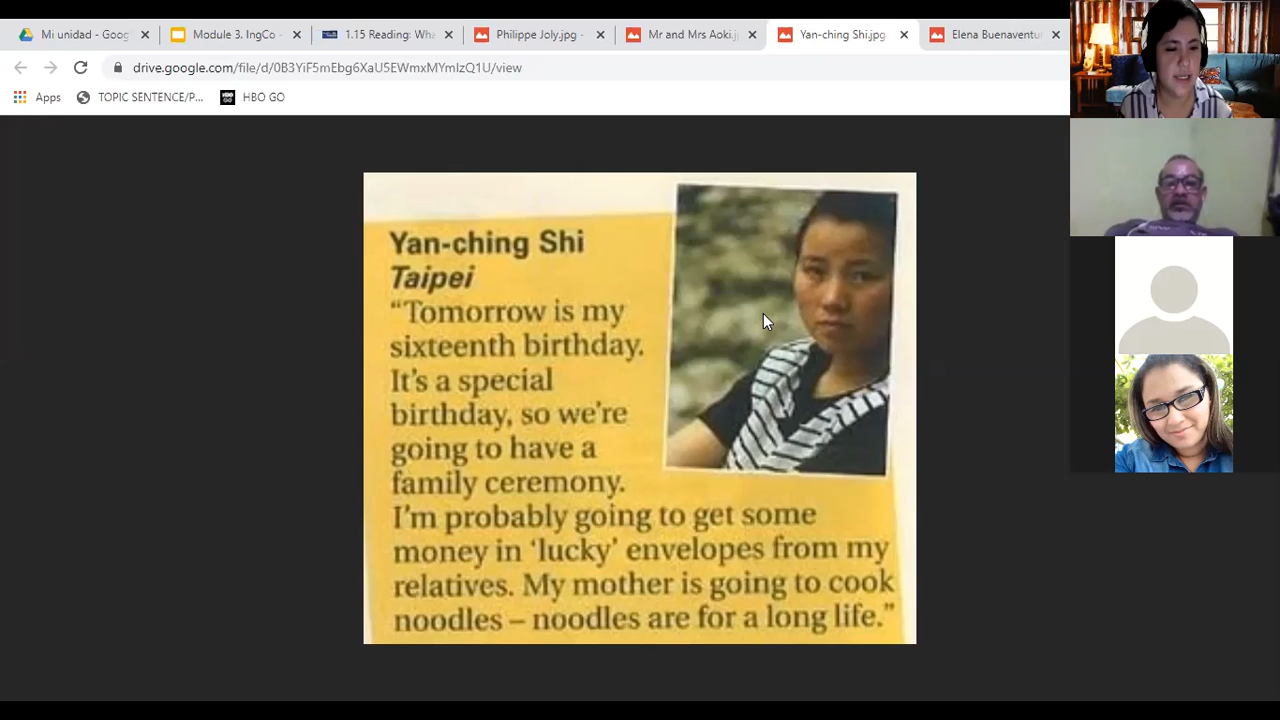 Mi unidad - Goog
Module 3. IngCo
1.15 Reading: Wha
Philippe Joly.jpg -
Mr and Mrs Aoki.j
Yan-ching Shi.jpg
Elena Buenaventu
drive.google.com/file/d/0B3YiF5mEbg6XaU5EWmxMYmlzQ1U/view
Apps
TOPIC SENTENCE/P...
HBO GO
Yan-ching Shi
Taipei
“Tomorrow is my
sixteenth birthday.
It's a special
birthday, so we're
going to have a
family ceremony.
I'm probably going to get some
money in ‘lucky’ envelopes from my
relatives. My mother is going to cook
noodles – noodles are for a long life.”